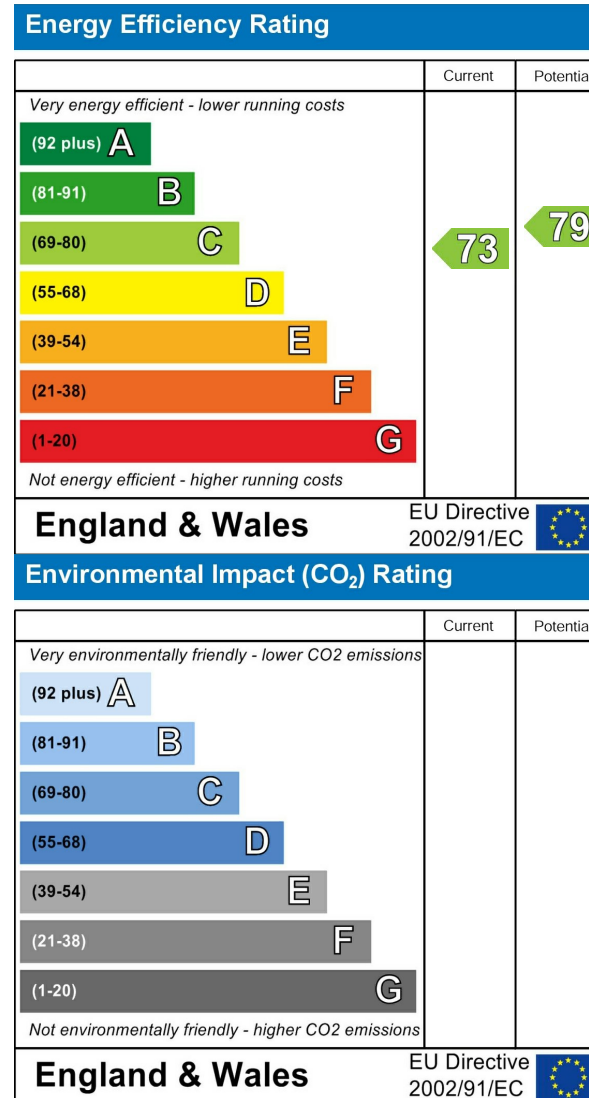 Energy Efficiency Rating
Current Potentia
Very energy efficient - lower running costs
(92 plus) A
(81-91) B
(69-80) C
(55-68) D
(39-54) E
(21-38) F
(1-20) G
73
79
Not energy efficient - higher running costs
England & Wales
EU Directive
2002/91/EC
Environmental Impact (CO₂) Rating
Current Potentia
Very environmentally friendly - lower CO2 emissions
(92 plus) A
(81-91) B
(69-80) C
(55-68) D
(39-54) E
(21-38) F
(1-20) G
Not environmentally friendly - higher CO2 emissions
England & Wales
EU Directive
2002/91/EC